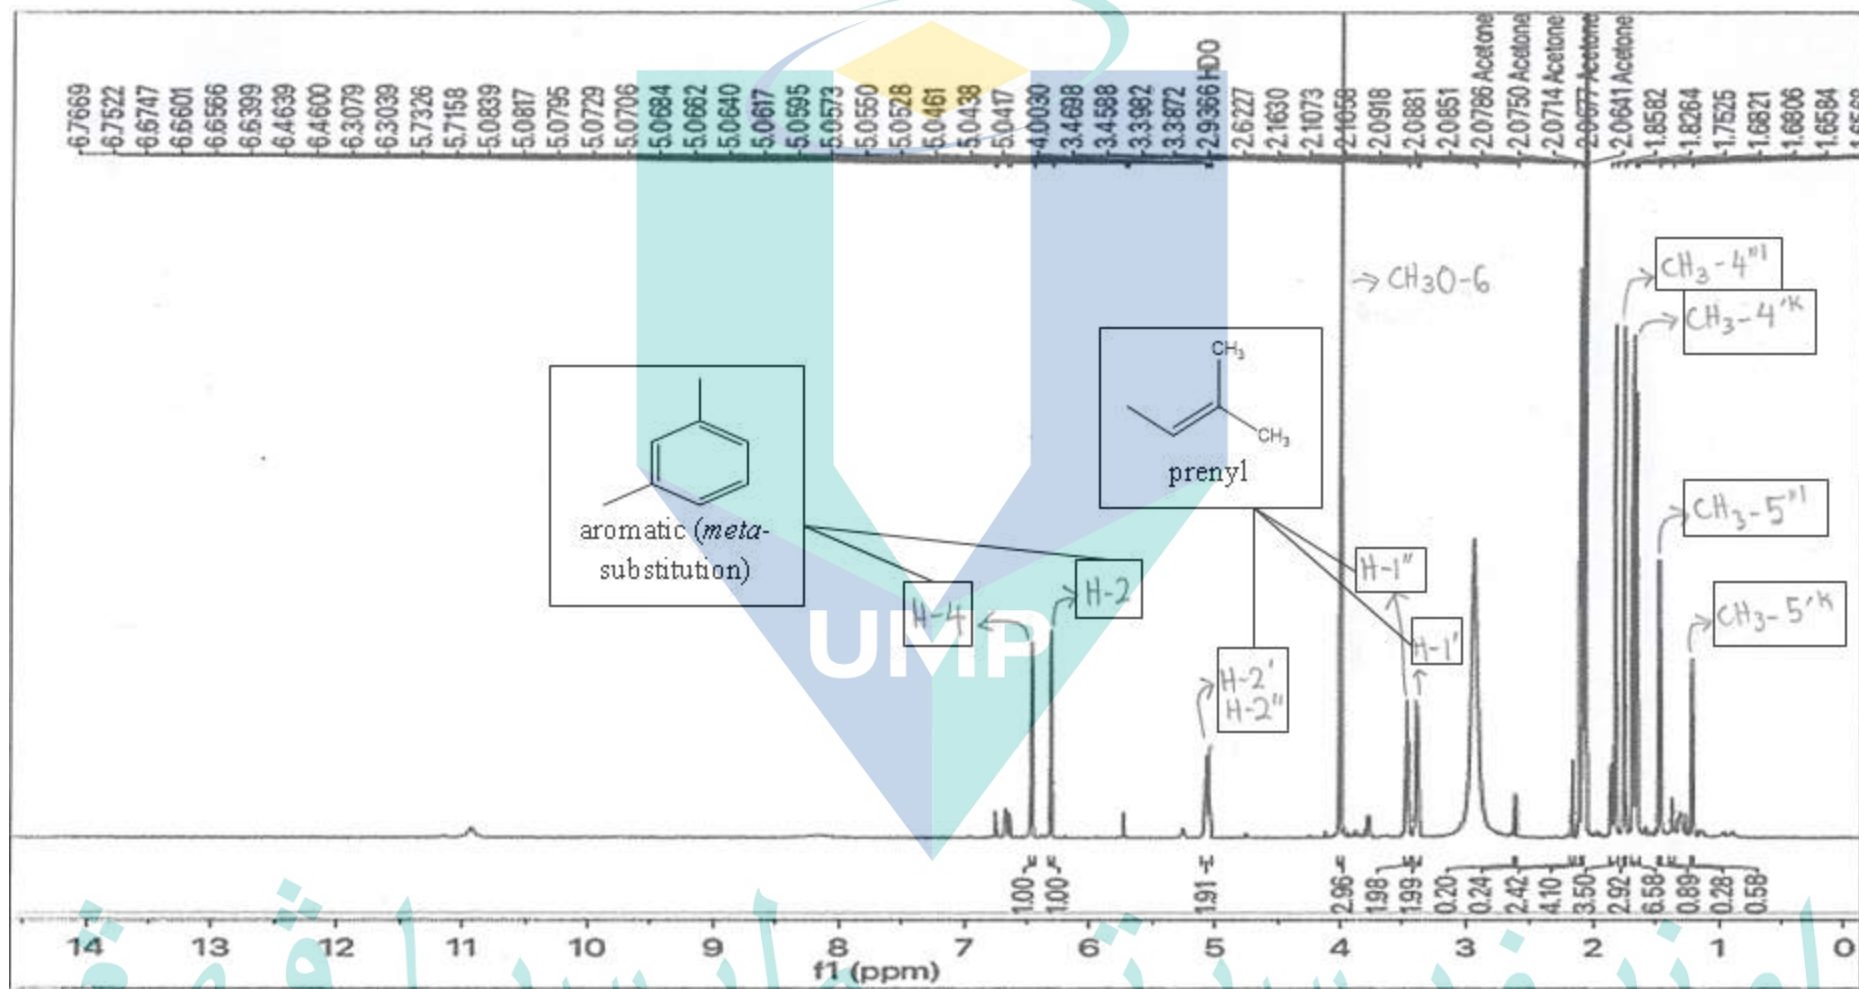 6.7669
6.7522
6.6747
6.6601
6.6566
6.6399
6.4639
6.4600
6.3079
6.3039
5.7326
5.7158
5.0839
5.0817
5.0795
5.0729
5.0706
5.0684
5.0662
5.0640
5.0617
5.0595
5.0573
5.0550
5.0528
5.0461
5.0438
5.0417
4.0030
3.4698
3.4588
3.3982
3.3872
2.9366 HDO
2.6227
2.1630
2.1073
2.1058
2.0918
2.0881
2.0851
2.0786 Acetone
2.0750 Acetone
2.0714 Acetone
2.0677 Acetone
2.0641 Acetone
1.8582
1.8264
1.7525
1.6821
1.6806
1.6584
CH3-4'''
CH3O-6
CH3-4'K
CH3
CH3
prenyl
aromatic (meta-
substitution)
CH3-5'''
H-1''
H-4
H-2
CH3-5'K
H-1'
UMP
H-2'
H-2''
1.00
1.00
1.91
2.96
1.98
1.99
0.20
0.24
2.42
4.10
3.50
2.92
6.58
0.89
0.28
0.58
14 13 12 11 10 9 8 7 6 5 4 3 2 1 0
f1 (ppm)